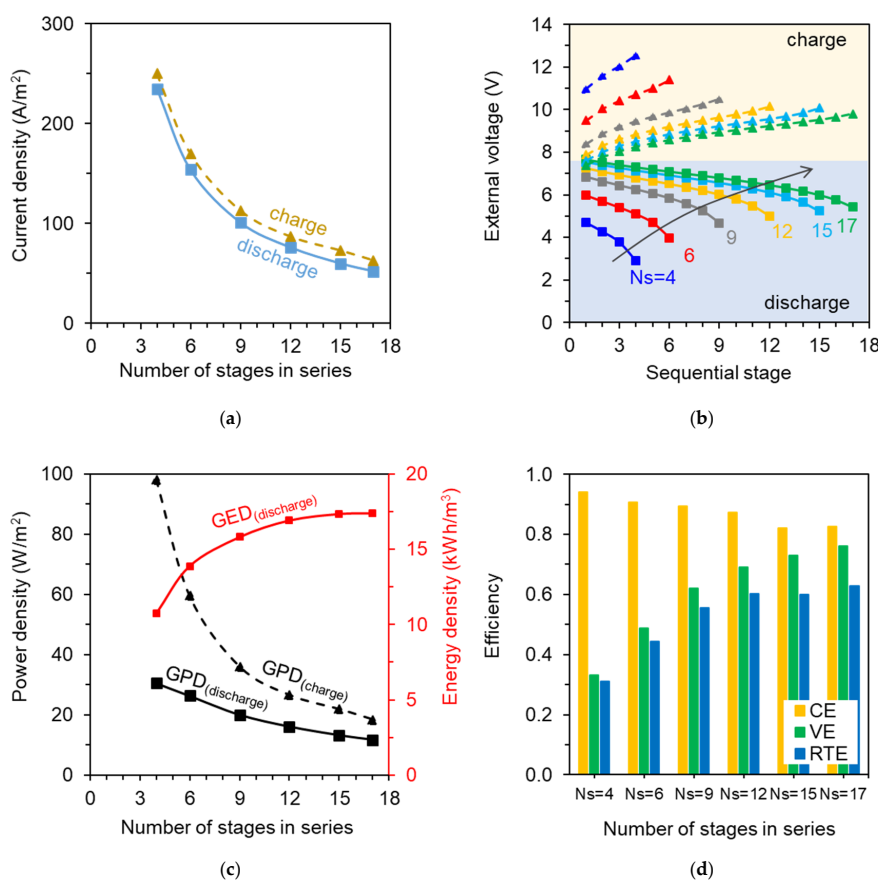 300
250
200
150
100
50
0
Current density (A/m²)
charge
discharge
0 3 6 9 12 15 18
Number of stages in series
(a)
14
12
10
8
6
4
2
0
External voltage (V)
charge
17
15
12
9
6
Ns=4
discharge
0 3 6 9 12 15 18
Sequential stage
(b)
100
80
60
40
20
0
Power density (W/m²)
GED(discharge)
GPD(charge)
GPD(discharge)
20
15
10
5
0
Energy density (kWh/m³)
0 3 6 9 12 15 18
Number of stages in series
(c)
1.0
0.8
0.6
0.4
0.2
0.0
Efficiency
CE
VE
RTE
Ns=4 Ns=6 Ns=9 Ns=12 Ns=15 Ns=17
Number of stages in series
(d)